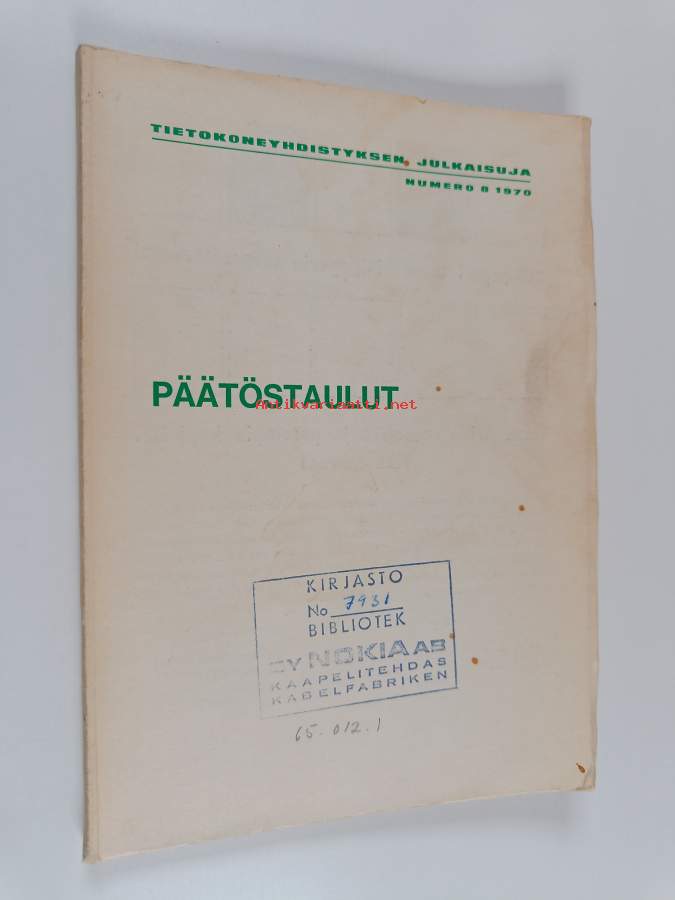 TIETOKONEYHDISTYKSEN JULKAISUJA
NUMERO 8 1970
PÄÄTÖSTAULUT
Antikvariaatti.net
KIRJASTO
No 7931
BIBLIOTEK
OY NOKIA AB
KAAPELITEHDAS
KABELFABRIKEN
65.012.1